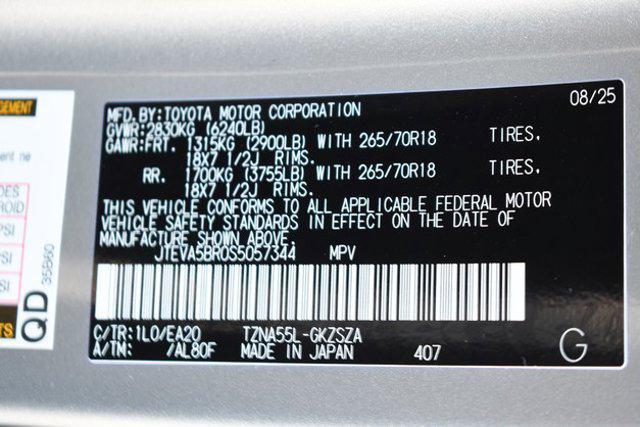 08/25
MFD. BY: TOYOTA MOTOR CORPORATION
GVWR: 2830KG (6240LB)
GAWR: FRT. 1315KG (2900LB) WITH 265/70R18 TIRES,
18X7 1/2J RIMS.
RR. 1700KG (3755LB) WITH 265/70R18 TIRES,
18X7 1/2J RIMS.
THIS VEHICLE CONFORMS TO ALL APPLICABLE FEDERAL MOTOR
VEHICLE SAFETY STANDARDS IN EFFECT ON THE DATE OF
MANUFACTURE SHOWN ABOVE.
JTEVA5BR0S5057344 MPV
C/TR: 1L0/EA20 TZNA55L-GKZSZA
A/TM: /AL80F MADE IN JAPAN 407 G
QD 35860